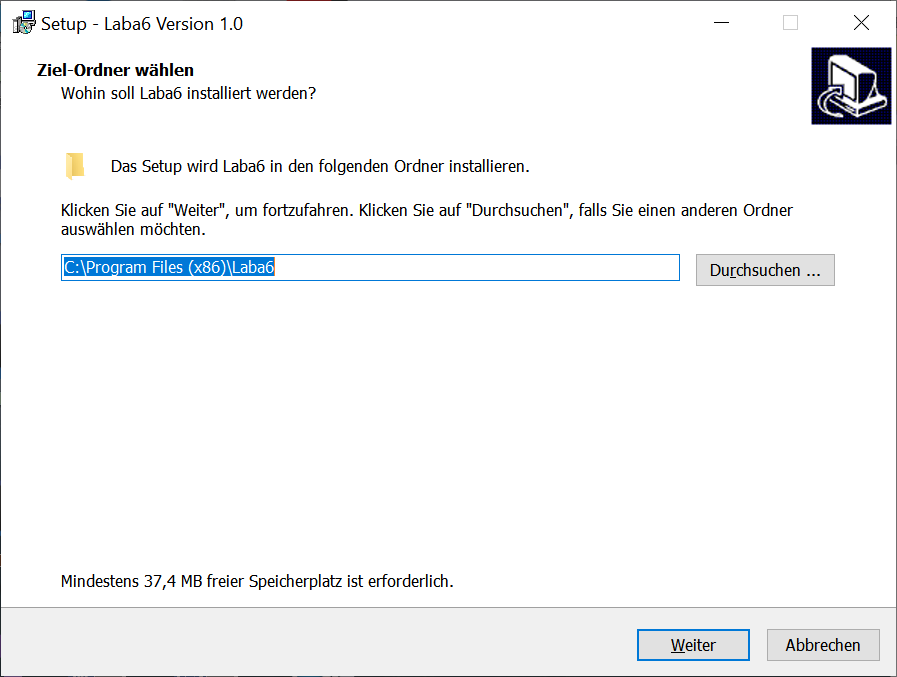 Setup - Laba6 Version 1.0
Ziel-Ordner wählen
Wohin soll Laba6 installiert werden?
Das Setup wird Laba6 in den folgenden Ordner installieren.
Klicken Sie auf "Weiter", um fortzufahren. Klicken Sie auf "Durchsuchen", falls Sie einen anderen Ordner
auswählen möchten.
C:\Program Files (x86)\Laba6
Durchsuchen ...
Mindestens 37,4 MB freier Speicherplatz ist erforderlich.
Weiter
Abbrechen